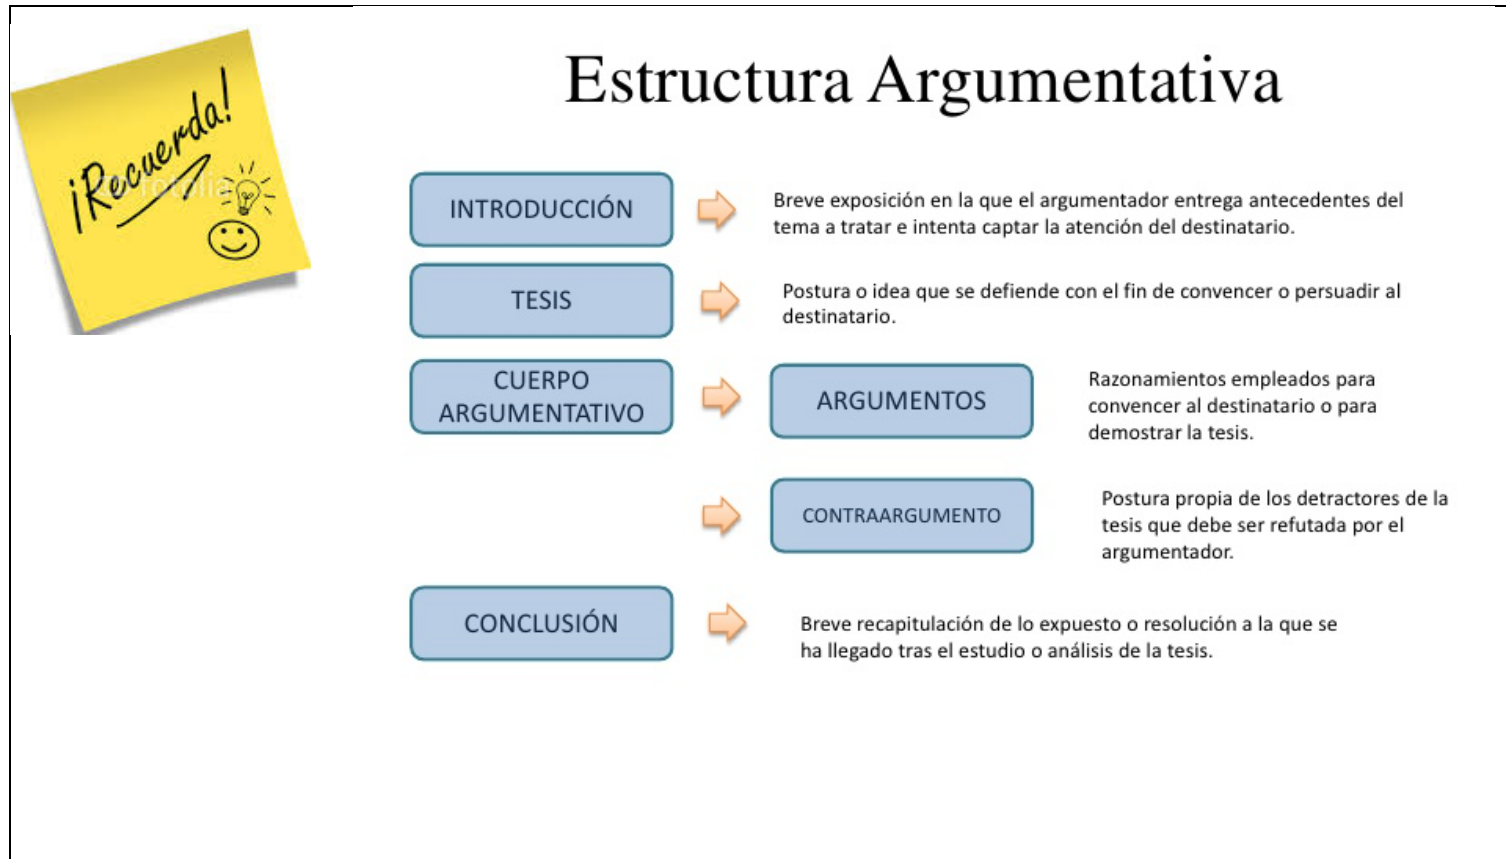 ¡Recuerda!
fotolia
Estructura Argumentativa
INTRODUCCIÓN
Breve exposición en la que el argumentador entrega antecedentes del
tema a tratar e intenta captar la atención del destinatario.
TESIS
Postura o idea que se defiende con el fin de convencer o persuadir al
destinatario.
CUERPO
ARGUMENTATIVO
ARGUMENTOS
Razonamientos empleados para
convencer al destinatario o para
demostrar la tesis.
CONTRAARGUMENTO
Postura propia de los detractores de la
tesis que debe ser refutada por el
argumentador.
CONCLUSIÓN
Breve recapitulación de lo expuesto o resolución a la que se
ha llegado tras el estudio o análisis de la tesis.